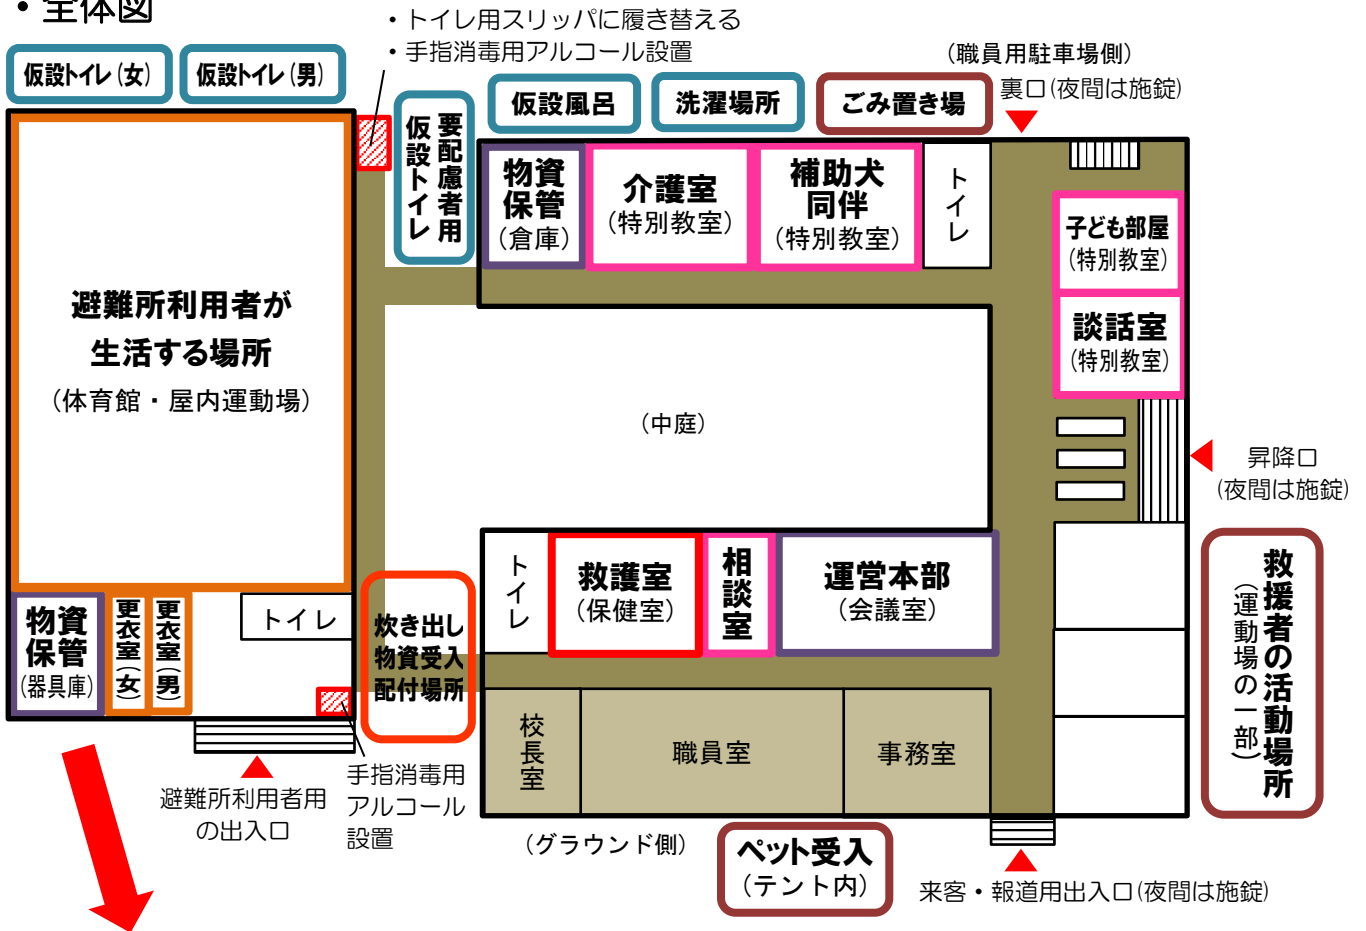 ・全体図
・トイレ用スリッパに履き替える
・手指消毒用アルコール設置
仮設トイレ(女)
仮設トイレ(男)
要配慮者用
仮設トイレ
仮設風呂
洗濯場所
ごみ置き場
(職員用駐車場側)
裏口(夜間は施錠)
物資
保管
(倉庫)
介護室
(特別教室)
補助犬
同伴
(特別教室)
トイレ
子ども部屋
(特別教室)
談話室
(特別教室)
避難所利用者が
生活する場所
(体育館・屋内運動場)
(中庭)
昇降口
(夜間は施錠)
トイレ
救護室
(保健室)
相談室
運営本部
(会議室)
救援者の活動場所
(運動場の一部)
物資
保管
(器具庫)
更衣室(女)
更衣室(男)
トイレ
炊き出し
物資受入
配付場所
校長室
職員室
事務室
避難所利用者用
の出入口
手指消毒用
アルコール
設置
(グラウンド側)
ペット受入
(テント内)
来客・報道用出入口(夜間は施錠)